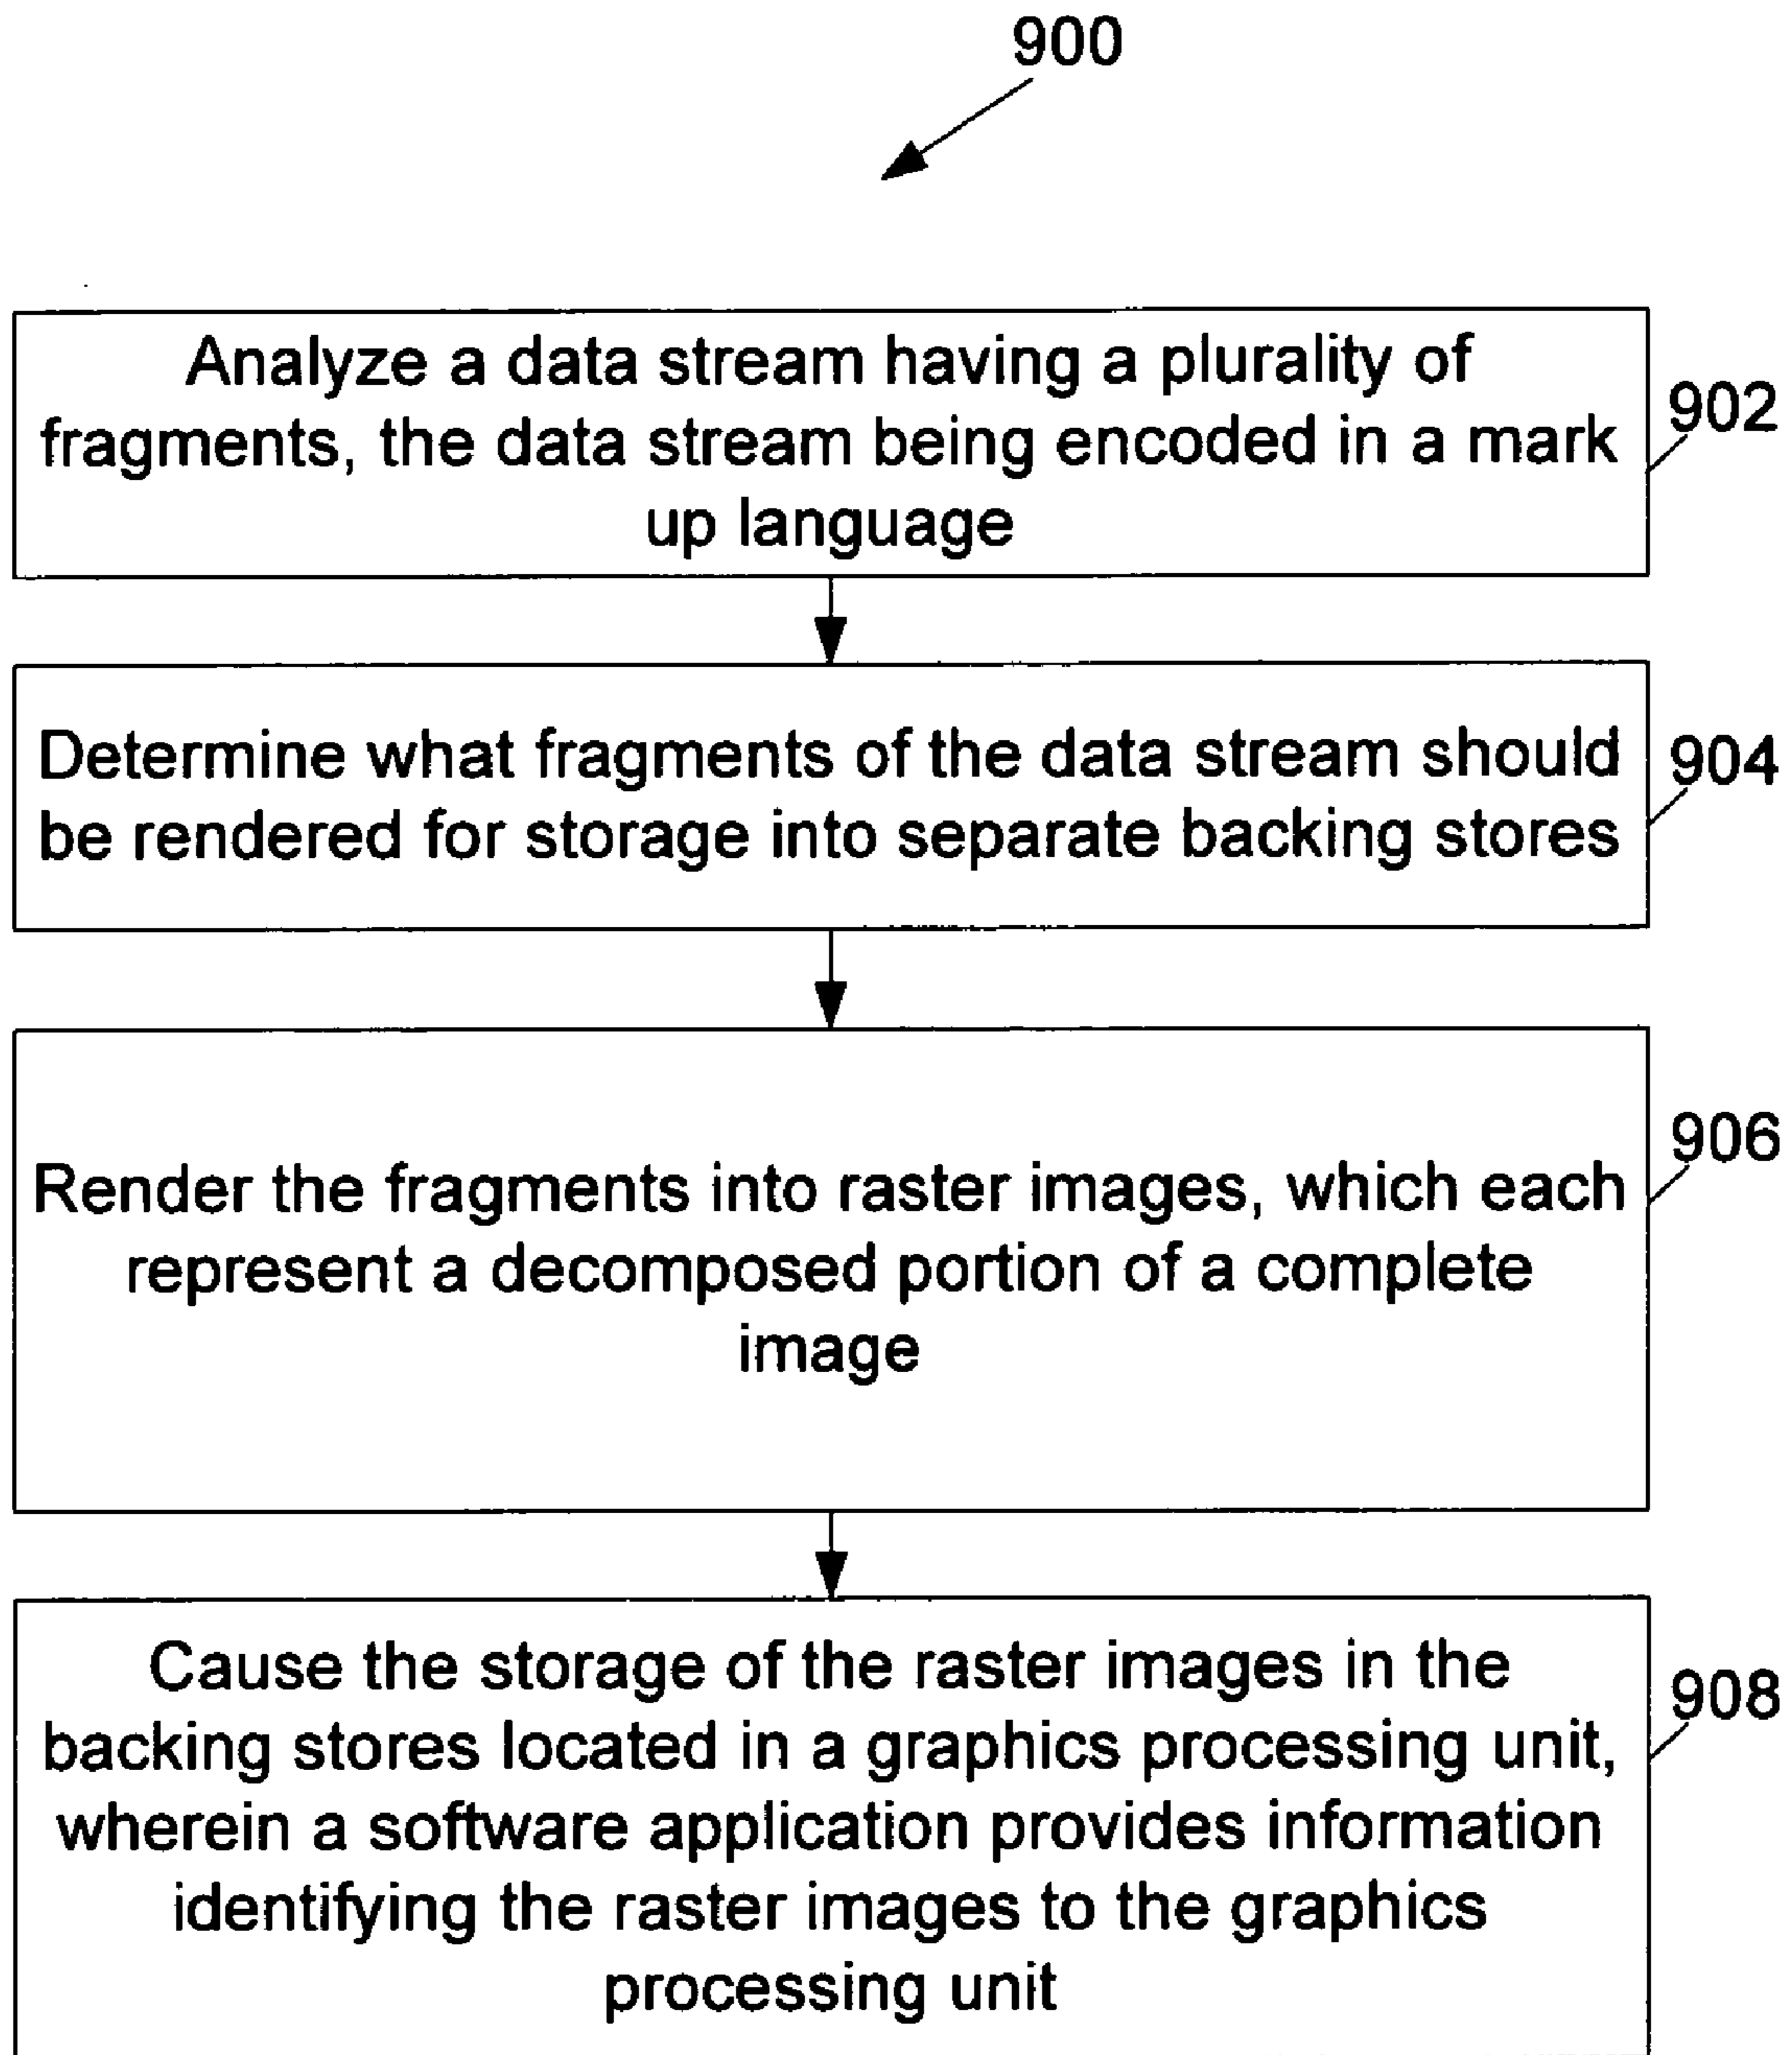 900
Analyze a data stream having a plurality of
fragments, the data stream being encoded in a mark
up language
902
Determine what fragments of the data stream should
be rendered for storage into separate backing stores
904
Render the fragments into raster images, which each
represent a decomposed portion of a complete
image
906
Cause the storage of the raster images in the
backing stores located in a graphics processing unit,
wherein a software application provides information
identifying the raster images to the graphics
processing unit
908